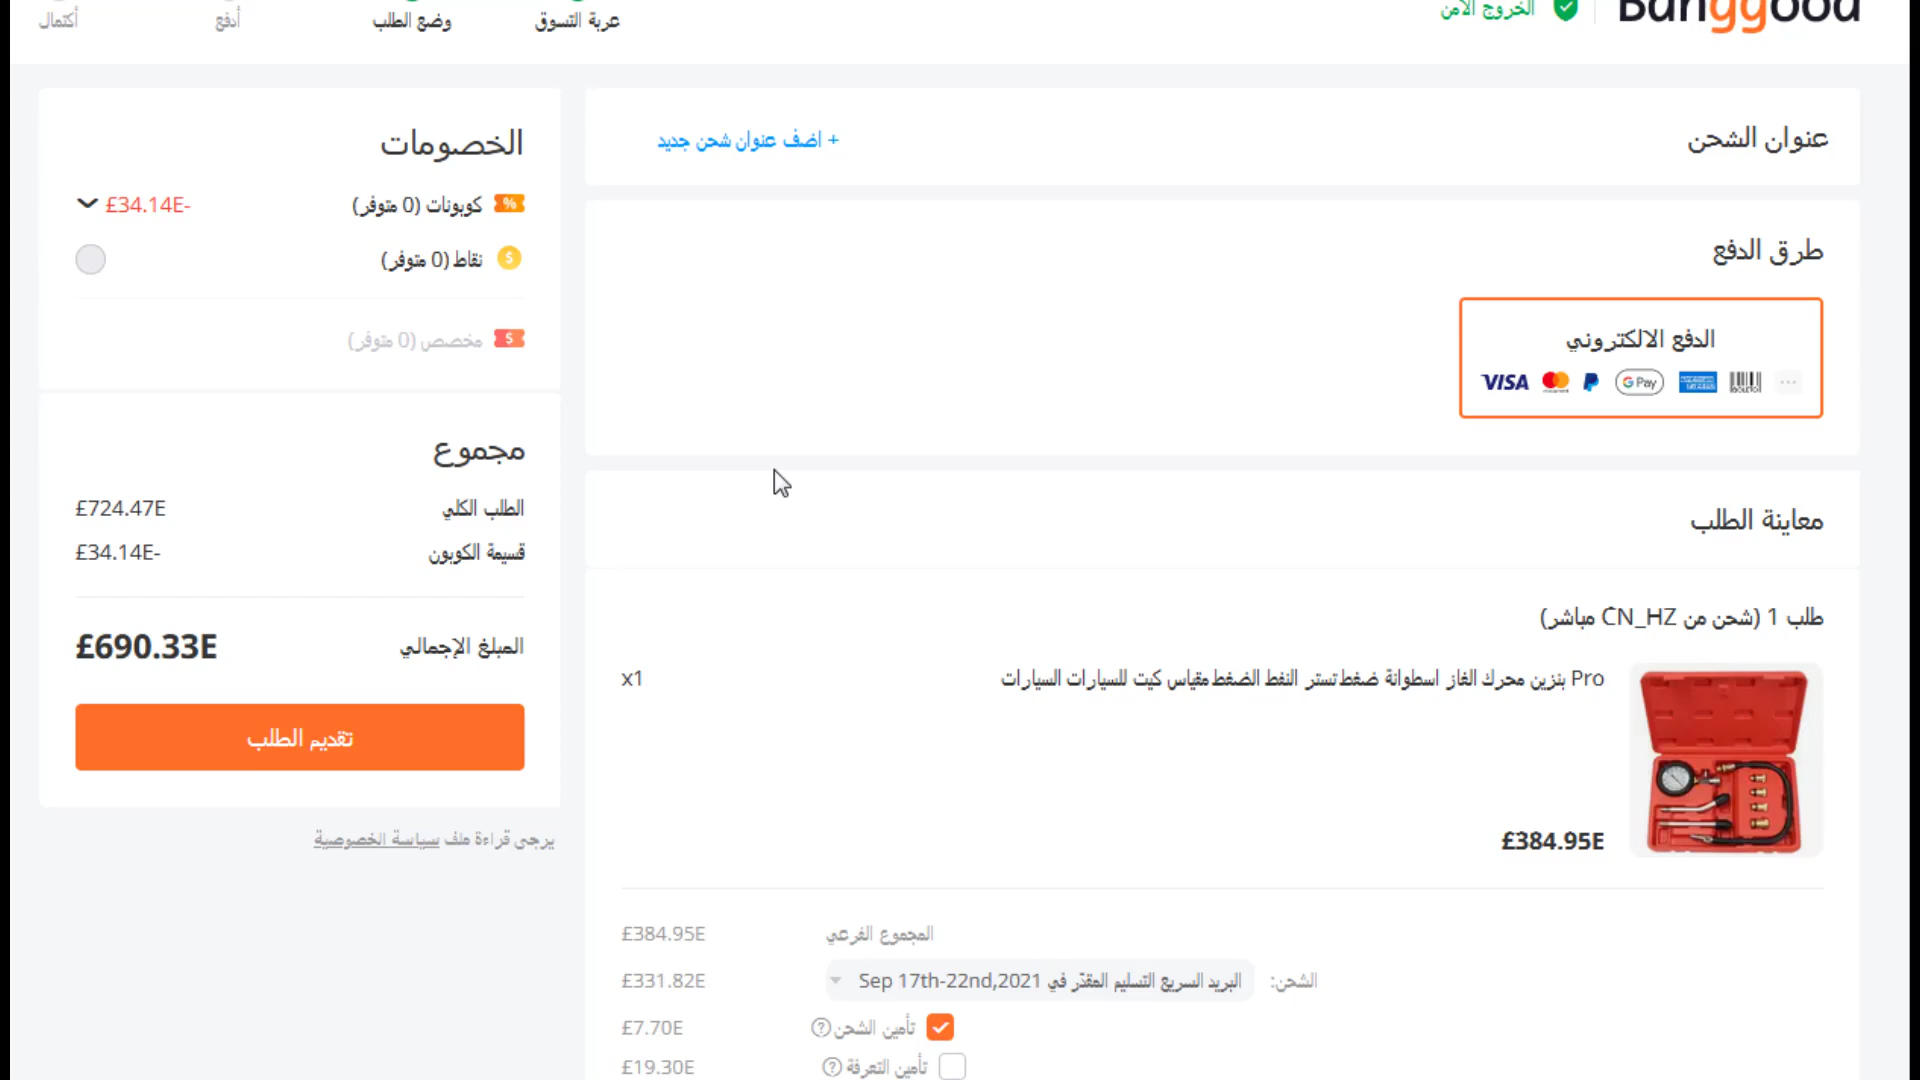 Banggood
الخروج الآمن
عربة التسوق
وضع الطلب
أدفع
أكتمال
عنوان الشحن
+ اضف عنوان شحن جديد
طرق الدفع
الدفع الالكتروني
VISA G Pay
معاينة الطلب
طلب 1 (شحن من CN_HZ مباشر)
Pro بنزين محرك الغاز اسطوانة ضغط تستر النفط الضغط مقياس كيت للسيارات السيارات
x1
£384.95E
المجموع الفرعي £384.95E
الشحن: البريد السريع التسليم المقدّر في Sep 17th-22nd,2021 £331.82E
تأمين الشحن £7.70E
تأمين التعرفة £19.30E
الخصومات
كوبونات (0 متوفر) £34.14E-
نقاط (0 متوفر)
مخصص (0 متوفر)
مجموع
الطلب الكلي £724.47E
قسيمة الكوبون £34.14E-
المبلغ الإجمالي £690.33E
تقديم الطلب
يرجى قراءة ملف سياسة الخصوصية